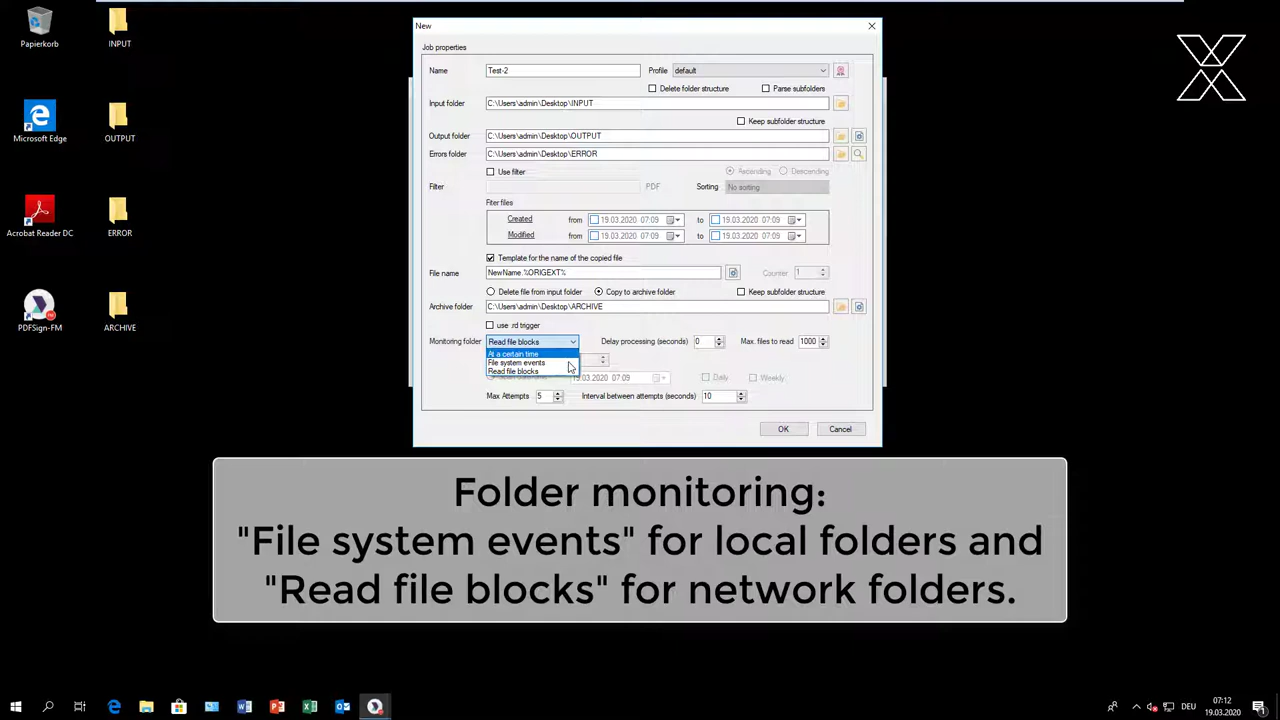 Papierkorb
INPUT
Microsoft Edge
OUTPUT
Acrobat Reader DC
ERROR
PDFSign-FM
ARCHIVE
New
Job properties
Name Test-2 Profile default
Delete folder structure Parse subfolders
Input folder C:\Users\admin\Desktop\INPUT
Keep subfolder structure
Output folder C:\Users\admin\Desktop\OUTPUT
Errors folder C:\Users\admin\Desktop\ERROR
Use filter Ascending Descending
Filter PDF Sorting No sorting
Fiter files
Created from 19.03.2020 07:09 to 19.03.2020 07:09
Modified from 19.03.2020 07:09 to 19.03.2020 07:09
Template for the name of the copied file
File name NewName.%ORIGEXT% Counter 1
Delete file from input folder Copy to archive folder Keep subfolder structure
Archive folder C:\Users\admin\Desktop\ARCHIVE
use .rd trigger
Monitoring folder Read file blocks Delay processing (seconds) 0 Max. files to read 1000
At a certain time
File system events
Read file blocks
19.03.2020 07:09 Daily Weekly
Max Attempts 5 Interval between attempts (seconds) 10
OK Cancel
Folder monitoring:
"File system events" for local folders and
"Read file blocks" for network folders.
DEU
07:12
19.03.2020